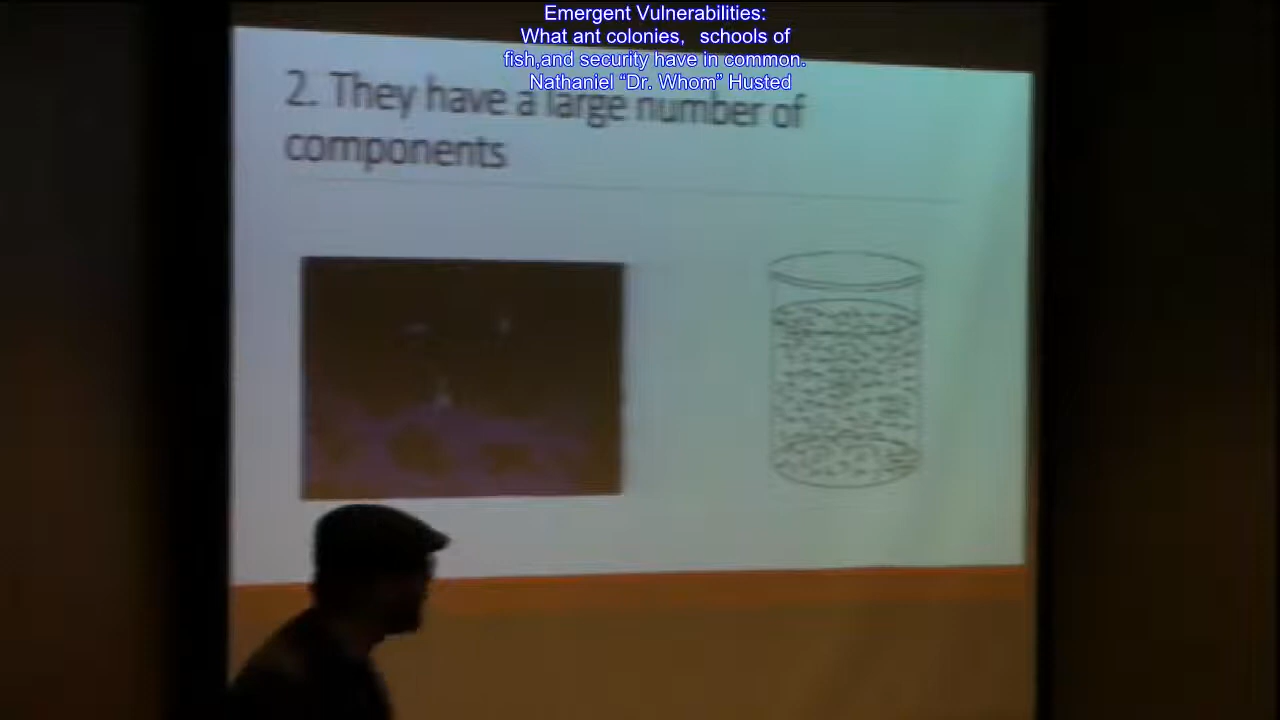 Emergent Vulnerabilities:
What ant colonies, schools of
fish,and security have in common.
Nathaniel “Dr. Whom” Husted
2. They have a large number of
components